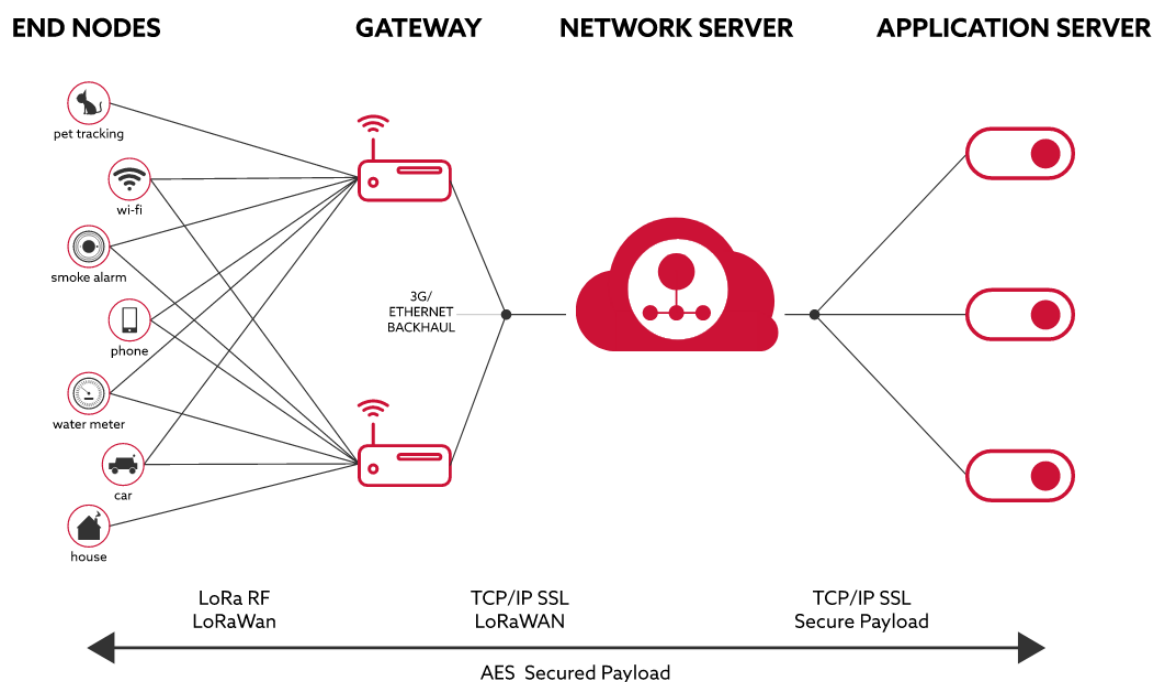 END NODES
GATEWAY
NETWORK SERVER
APPLICATION SERVER
pet tracking
wi-fi
smoke alarm
phone
water meter
car
house
3G/
ETHERNET
BACKHAUL
LoRa RF
LoRaWan
TCP/IP SSL
LoRaWAN
TCP/IP SSL
Secure Payload
AES Secured Payload